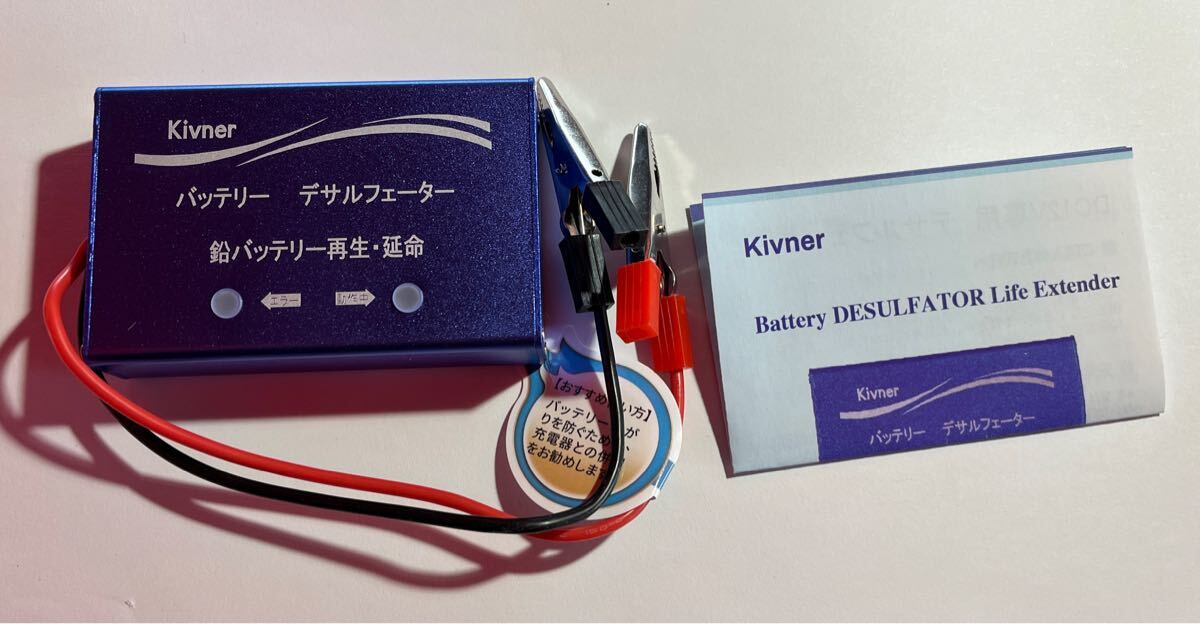 Kivner
バッテリー デサルフェーター
鉛バッテリー再生・延命
エラー 動作中
【おすすめ い方】
バッテリー が
りを防ぐため 、
充電器との併
をお勧めしま
Kivner
Battery DESULFATOR Life Extender
Kivner
バッテリー デサルフェーター